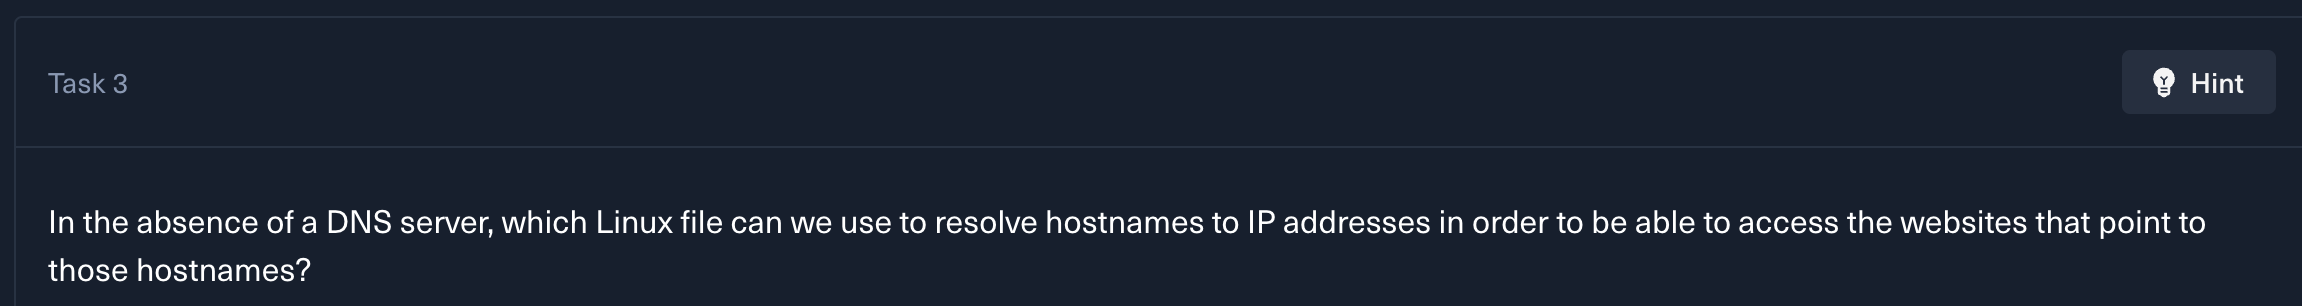 Task 3
Hint
In the absence of a DNS server, which Linux file can we use to resolve hostnames to IP addresses in order to be able to access the websites that point to
those hostnames?